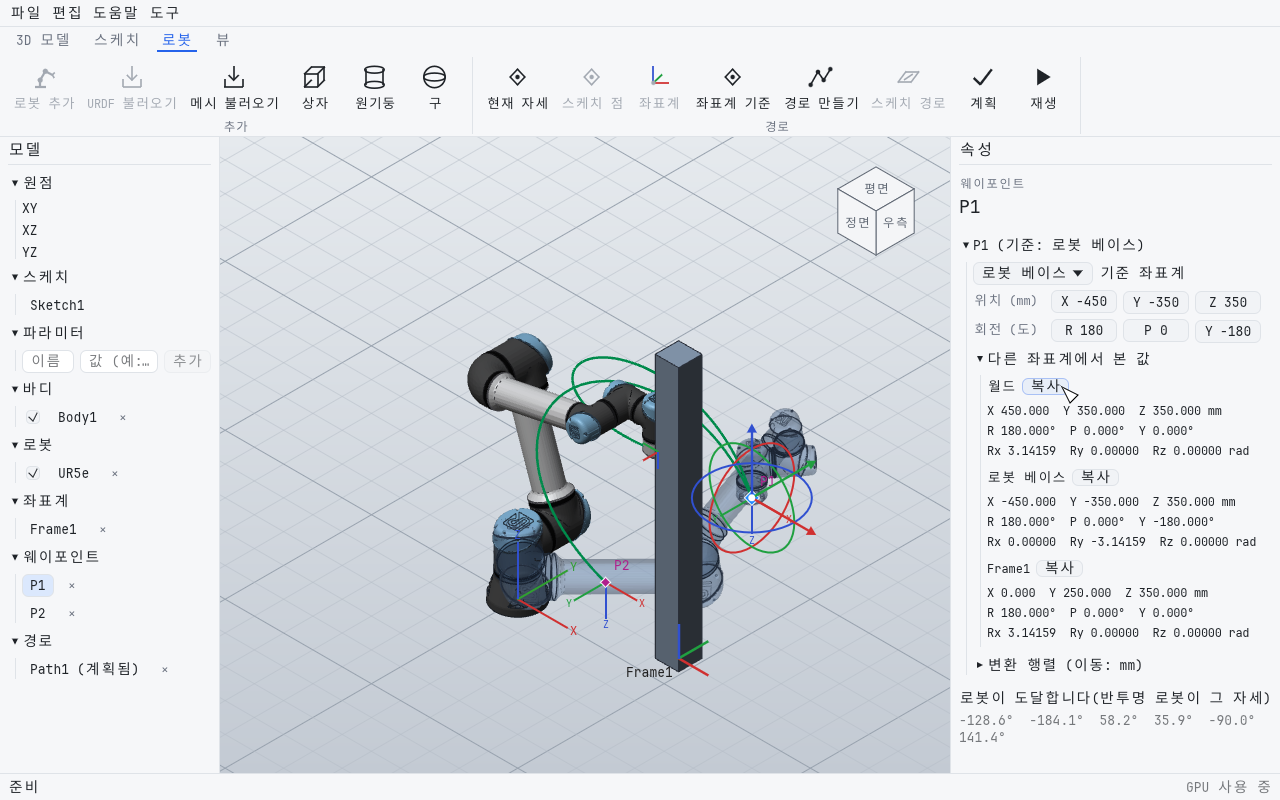 파일 편집 도움말 도구
3D 모델 스케치 로봇 뷰
로봇 추가 URDF 불러오기 메시 불러오기 상자 원기둥 구 현재 자세 스케치 점 좌표계 좌표계 기준 경로 만들기 스케치 경로 계획 재생
추가 경로
모델
▼ 원점
XY
XZ
YZ
▼ 스케치
Sketch1
▼ 파라미터
이름 값 (예:… 추가
▼ 바디
Body1 ×
▼ 로봇
UR5e ×
▼ 좌표계
Frame1 ×
▼ 웨이포인트
P1 ×
P2 ×
▼ 경로
Path1 (계획됨) ×
평면
정면 우측
P2
X
Y
Z
X
Y
Z
X
Z
Frame1
속성
웨이포인트
P1
▼ P1 (기준: 로봇 베이스)
로봇 베이스 ▼ 기준 좌표계
위치 (mm) X -450 Y -350 Z 350
회전 (도) R 180 P 0 Y -180
▼ 다른 좌표계에서 본 값
월드 복사
X 450.000 Y 350.000 Z 350.000 mm
R 180.000° P 0.000° Y 0.000°
Rx 3.14159 Ry 0.00000 Rz 0.00000 rad
로봇 베이스 복사
X -450.000 Y -350.000 Z 350.000 mm
R 180.000° P 0.000° Y -180.000°
Rx 0.00000 Ry -3.14159 Rz 0.00000 rad
Frame1 복사
X 0.000 Y 250.000 Z 350.000 mm
R 180.000° P 0.000° Y 0.000°
Rx 3.14159 Ry 0.00000 Rz 0.00000 rad
▶ 변환 행렬 (이동: mm)
로봇이 도달합니다(반투명 로봇이 그 자세)
-128.6° -184.1° 58.2° 35.9° -90.0°
141.4°
준비
GPU 사용 중